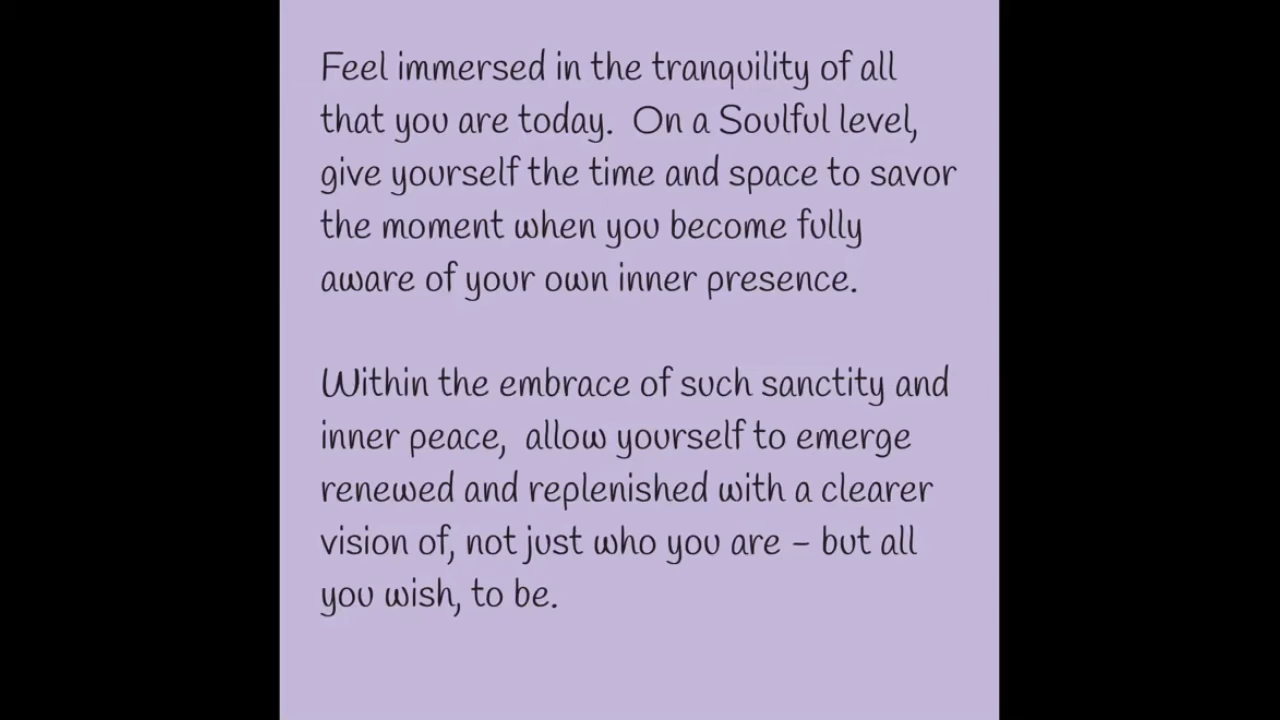 Feel immersed in the tranquility of all
that you are today.  On a Soulful level,
give yourself the time and space to savor
the moment when you become fully
aware of your own inner presence.
Within the embrace of such sanctity and
inner peace,  allow yourself to emerge
renewed and replenished with a clearer
vision of, not just who you are – but all
you wish, to be.